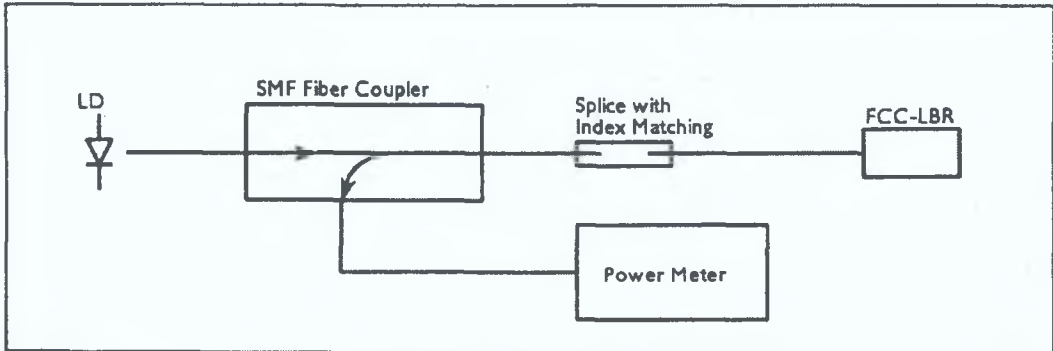 LD
SMF Fiber Coupler
Splice with
Index Matching
FCC-LBR
Power Meter